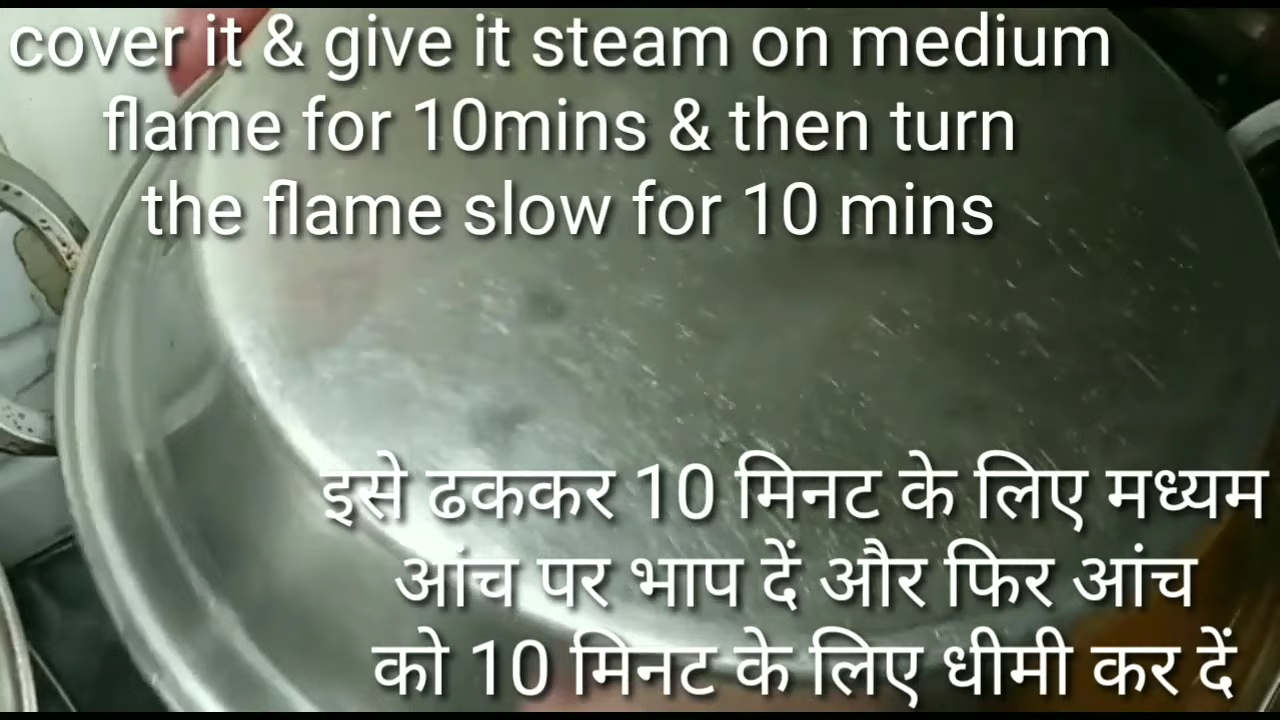 cover it & give it steam on medium
flame for 10mins & then turn
the flame slow for 10 mins
इसे ढककर 10 मिनट के लिए मध्यम
आंच पर भाप दें और फिर आंच
को 10 मिनट के लिए धीमी कर दें